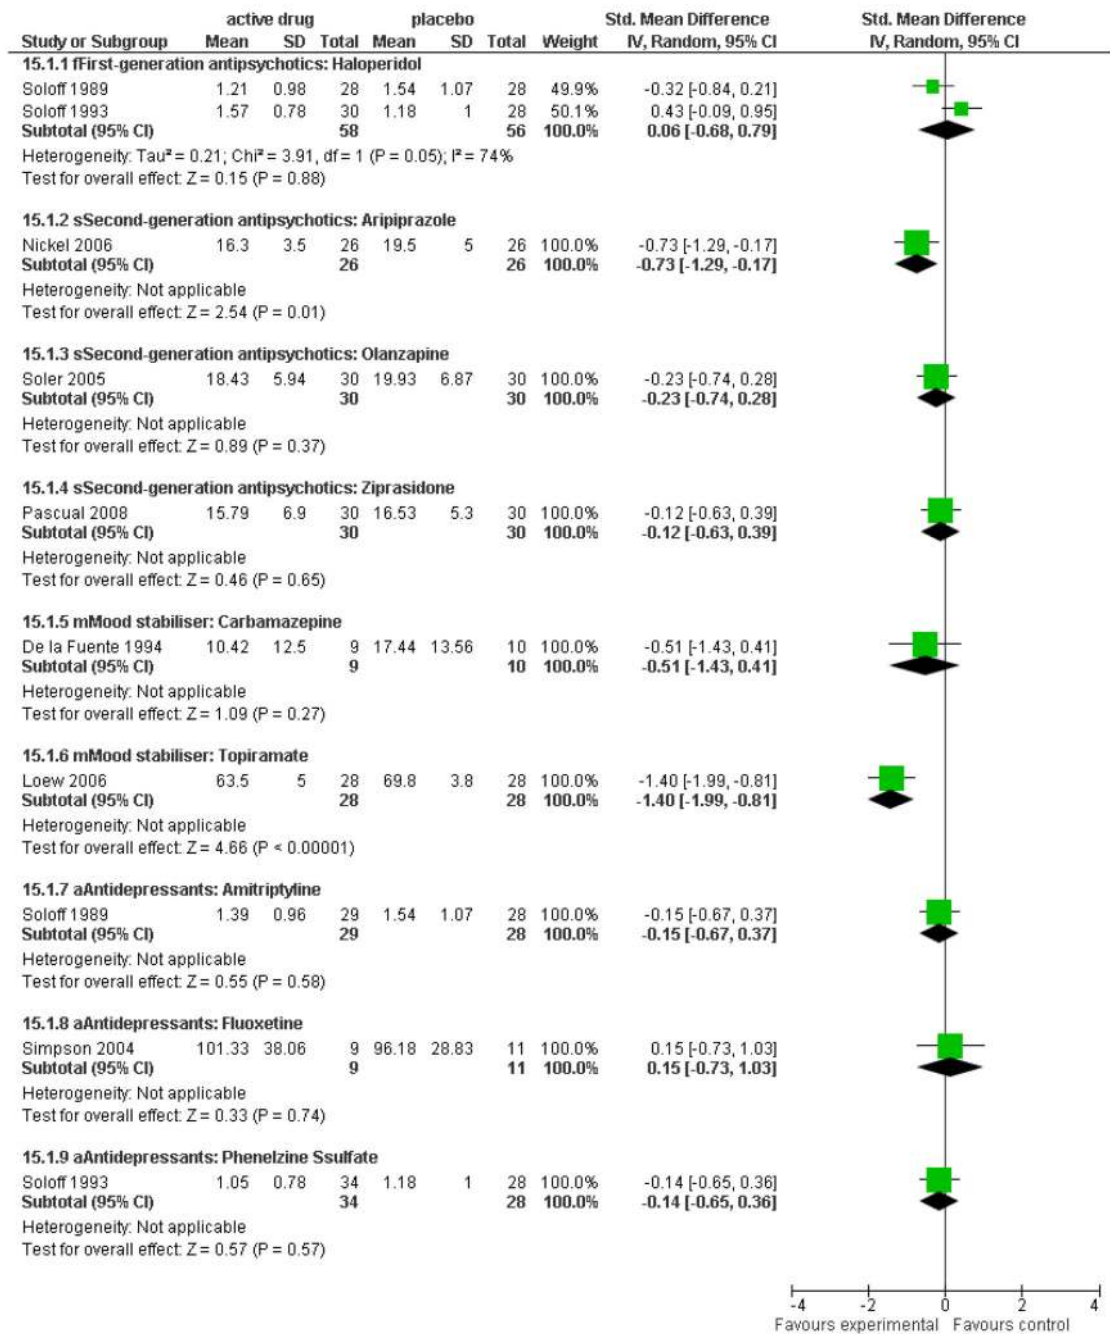 active drug placebo Std. Mean Difference Std. Mean Difference
Study or Subgroup Mean SD Total Mean SD Total Weight IV, Random, 95% CI IV, Random, 95% CI
15.1.1 fFirst-generation antipsychotics: Haloperidol
Soloff 1989 1.21 0.98 28 1.54 1.07 28 49.9% -0.32 [-0.84, 0.21]
Soloff 1993 1.57 0.78 30 1.18 1 28 50.1% 0.43 [-0.09, 0.95]
Subtotal (95% CI) 58 56 100.0% 0.06 [-0.68, 0.79]
Heterogeneity: Tau² = 0.21; Chi² = 3.91, df = 1 (P = 0.05); I² = 74%
Test for overall effect: Z = 0.15 (P = 0.88)
15.1.2 sSecond-generation antipsychotics: Aripiprazole
Nickel 2006 16.3 3.5 26 19.5 5 26 100.0% -0.73 [-1.29, -0.17]
Subtotal (95% CI) 26 26 100.0% -0.73 [-1.29, -0.17]
Heterogeneity: Not applicable
Test for overall effect: Z = 2.54 (P = 0.01)
15.1.3 sSecond-generation antipsychotics: Olanzapine
Soler 2005 18.43 5.94 30 19.93 6.87 30 100.0% -0.23 [-0.74, 0.28]
Subtotal (95% CI) 30 30 100.0% -0.23 [-0.74, 0.28]
Heterogeneity: Not applicable
Test for overall effect: Z = 0.89 (P = 0.37)
15.1.4 sSecond-generation antipsychotics: Ziprasidone
Pascual 2008 15.79 6.9 30 16.53 5.3 30 100.0% -0.12 [-0.63, 0.39]
Subtotal (95% CI) 30 30 100.0% -0.12 [-0.63, 0.39]
Heterogeneity: Not applicable
Test for overall effect: Z = 0.46 (P = 0.65)
15.1.5 mMood stabiliser: Carbamazepine
De la Fuente 1994 10.42 12.5 9 17.44 13.56 10 100.0% -0.51 [-1.43, 0.41]
Subtotal (95% CI) 9 10 100.0% -0.51 [-1.43, 0.41]
Heterogeneity: Not applicable
Test for overall effect: Z = 1.09 (P = 0.27)
15.1.6 mMood stabiliser: Topiramate
Loew 2006 63.5 5 28 69.8 3.8 28 100.0% -1.40 [-1.99, -0.81]
Subtotal (95% CI) 28 28 100.0% -1.40 [-1.99, -0.81]
Heterogeneity: Not applicable
Test for overall effect: Z = 4.66 (P < 0.00001)
15.1.7 aAntidepressants: Amitriptyline
Soloff 1989 1.39 0.96 29 1.54 1.07 28 100.0% -0.15 [-0.67, 0.37]
Subtotal (95% CI) 29 28 100.0% -0.15 [-0.67, 0.37]
Heterogeneity: Not applicable
Test for overall effect: Z = 0.55 (P = 0.58)
15.1.8 aAntidepressants: Fluoxetine
Simpson 2004 101.33 38.06 9 96.18 28.83 11 100.0% 0.15 [-0.73, 1.03]
Subtotal (95% CI) 9 11 100.0% 0.15 [-0.73, 1.03]
Heterogeneity: Not applicable
Test for overall effect: Z = 0.33 (P = 0.74)
15.1.9 aAntidepressants: Phenelzine Ssulfate
Soloff 1993 1.05 0.78 34 1.18 1 28 100.0% -0.14 [-0.65, 0.36]
Subtotal (95% CI) 34 28 100.0% -0.14 [-0.65, 0.36]
Heterogeneity: Not applicable
Test for overall effect: Z = 0.57 (P = 0.57)
-4 -2 0 2 4
Favours experimental Favours control